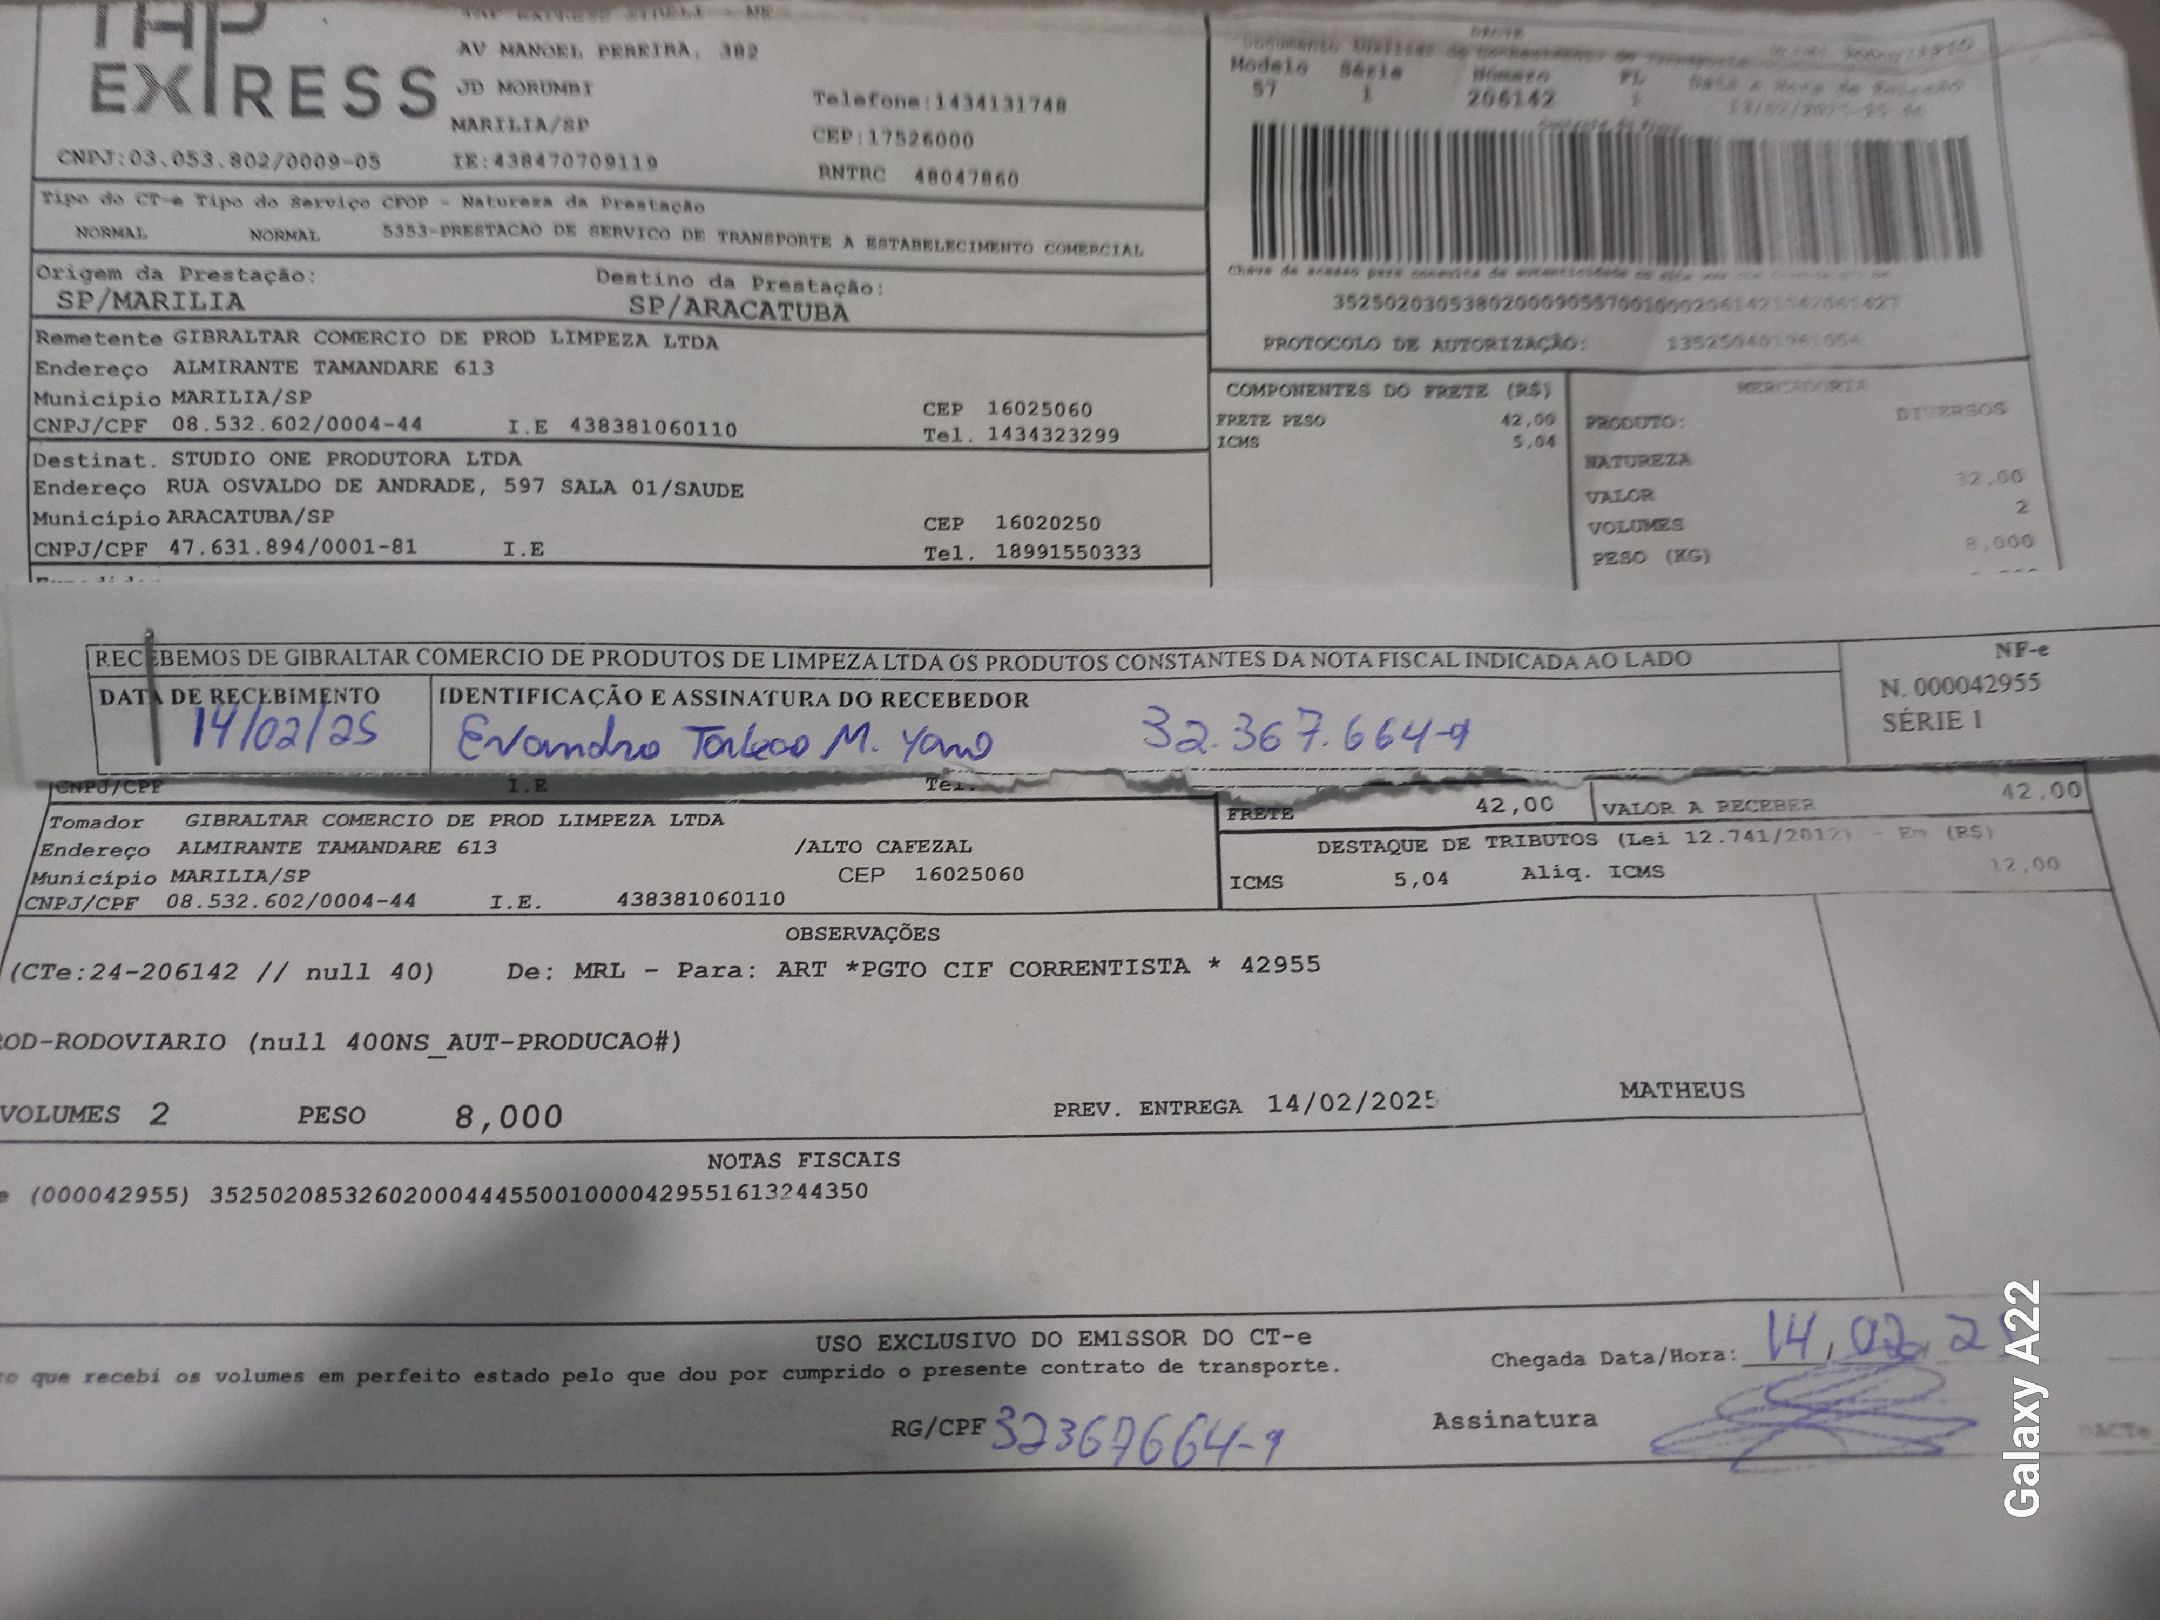 EXPRESS
AV MANOEL PEREIRA, 382
JD MORUMBI
MARILIA/SP
Telefone:1434131748
CEP:17526000
CNPJ:03.053.802/0009-05 IE:438470709119
RNTRC 48047860
Modelo Série Número FL Data e Hora de Emissão
57 1 206142 1
Tipo do CT-e Tipo do Serviço CFOP - Natureza da Prestação
NORMAL NORMAL 5353-PRESTACAO DE SERVICO DE TRANSPORTE A ESTABELECIMENTO COMERCIAL
Origem da Prestação: Destino da Prestação:
SP/MARILIA SP/ARACATUBA
PROTOCOLO DE AUTORIZAÇÃO:
Remetente GIBRALTAR COMERCIO DE PROD LIMPEZA LTDA
Endereço ALMIRANTE TAMANDARE 613
Município MARILIA/SP CEP 16025060
CNPJ/CPF 08.532.602/0004-44 I.E 438381060110 Tel. 1434323299
Destinat. STUDIO ONE PRODUTORA LTDA
Endereço RUA OSVALDO DE ANDRADE, 597 SALA 01/SAUDE
Município ARACATUBA/SP CEP 16020250
CNPJ/CPF 47.631.894/0001-81 I.E Tel. 18991550333
COMPONENTES DO FRETE (R$)
FRETE PESO 42,00
ICMS 5,04
MERCADORIA
PRODUTO: DIVERSOS
NATUREZA
VALOR 32,00
VOLUMES 2
PESO (KG) 8,000
RECEBEMOS DE GIBRALTAR COMERCIO DE PRODUTOS DE LIMPEZA LTDA OS PRODUTOS CONSTANTES DA NOTA FISCAL INDICADA AO LADO
DATA DE RECEBIMENTO IDENTIFICAÇÃO E ASSINATURA DO RECEBEDOR
14/02/25 Evandro M. Yano 32.367.664-9
NF-e
N. 000042955
SÉRIE 1
CNPJ/CPF I.E Tel.
Tomador GIBRALTAR COMERCIO DE PROD LIMPEZA LTDA
Endereço ALMIRANTE TAMANDARE 613 /ALTO CAFEZAL
Município MARILIA/SP CEP 16025060
CNPJ/CPF 08.532.602/0004-44 I.E. 438381060110
FRETE 42,00 VALOR A RECEBER 42,00
DESTAQUE DE TRIBUTOS (Lei 12.741/2012) - Em (R$)
ICMS 5,04 Aliq. ICMS 12,00
OBSERVAÇÕES
(CTe:24-206142 // null 40) De: MRL - Para: ART *PGTO CIF CORRENTISTA * 42955
OD-RODOVIARIO (null 400NS_AUT-PRODUCAO#)
VOLUMES 2 PESO 8,000 PREV. ENTREGA 14/02/2025 MATHEUS
NOTAS FISCAIS
e (000042955) 35250208532602000444550010000429551613244350
USO EXCLUSIVO DO EMISSOR DO CT-e
o que recebi os volumes em perfeito estado pelo que dou por cumprido o presente contrato de transporte.
Chegada Data/Hora: 14,02,2
RG/CPF 32367664-9 Assinatura
DACTe
Galaxy A22